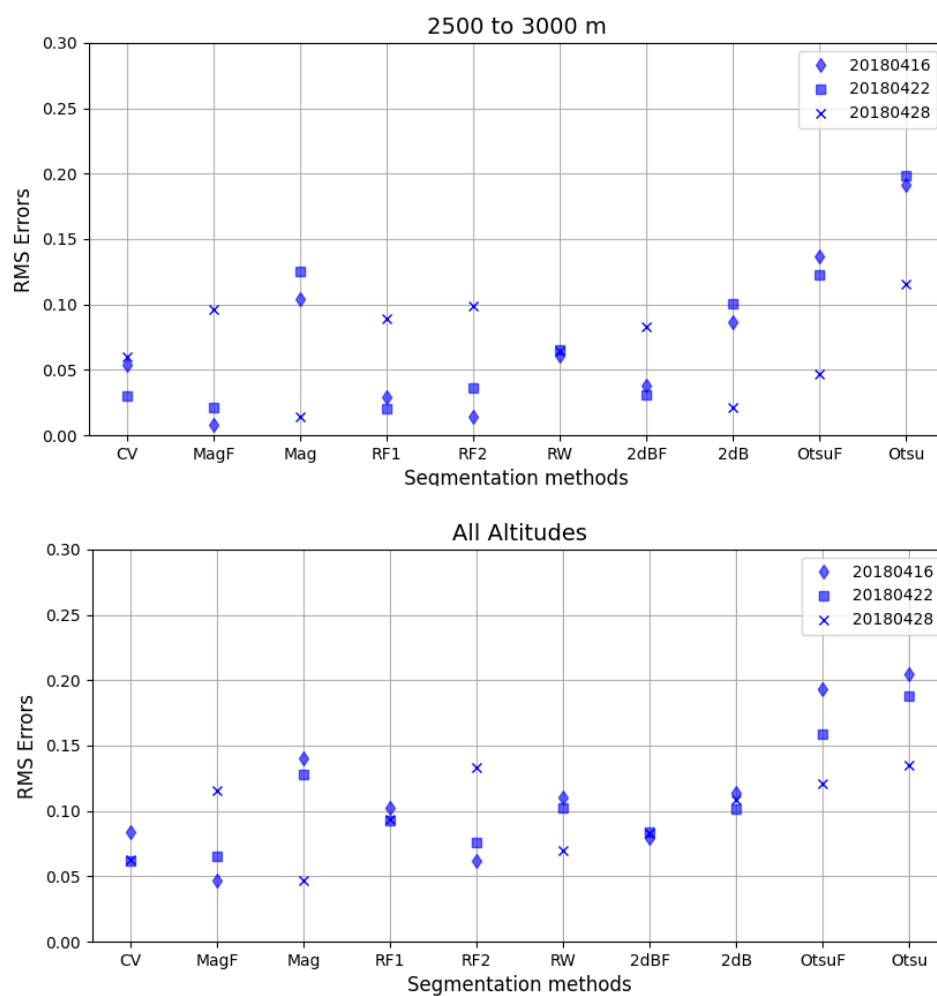 2500 to 3000 m
0.30
0.25
0.20
0.15
0.10
0.05
0.00
RMS Errors
20180416
20180422
20180428
CV MagF Mag RF1 RF2 RW 2dBF 2dB OtsuF Otsu
Segmentation methods
All Altitudes
0.30
0.25
0.20
0.15
0.10
0.05
0.00
RMS Errors
20180416
20180422
20180428
CV MagF Mag RF1 RF2 RW 2dBF 2dB OtsuF Otsu
Segmentation methods